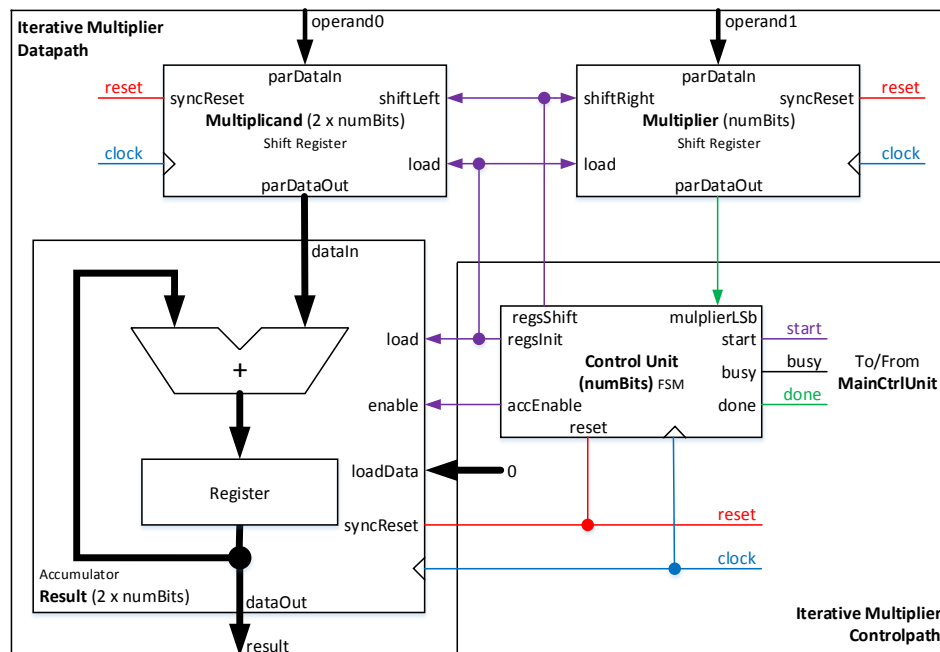 Iterative Multiplier
Datapath
operand0
operand1
parDataIn
reset
syncReset
shiftLeft
Multiplicand (2 x numBits)
Shift Register
clock
load
parDataOut
parDataIn
shiftRight
syncReset
reset
Multiplier (numBits)
Shift Register
load
clock
parDataOut
dataIn
+
Register
load
enable
loadData
0
syncReset
reset
clock
Accumulator
Result (2 x numBits)
dataOut
result
regsShift
mulplierLSb
regsInit
start
start
Control Unit
(numBits) FSM
busy
busy
accEnable
done
done
reset
To/From
MainCtrlUnit
Iterative Multiplier
Controlpath